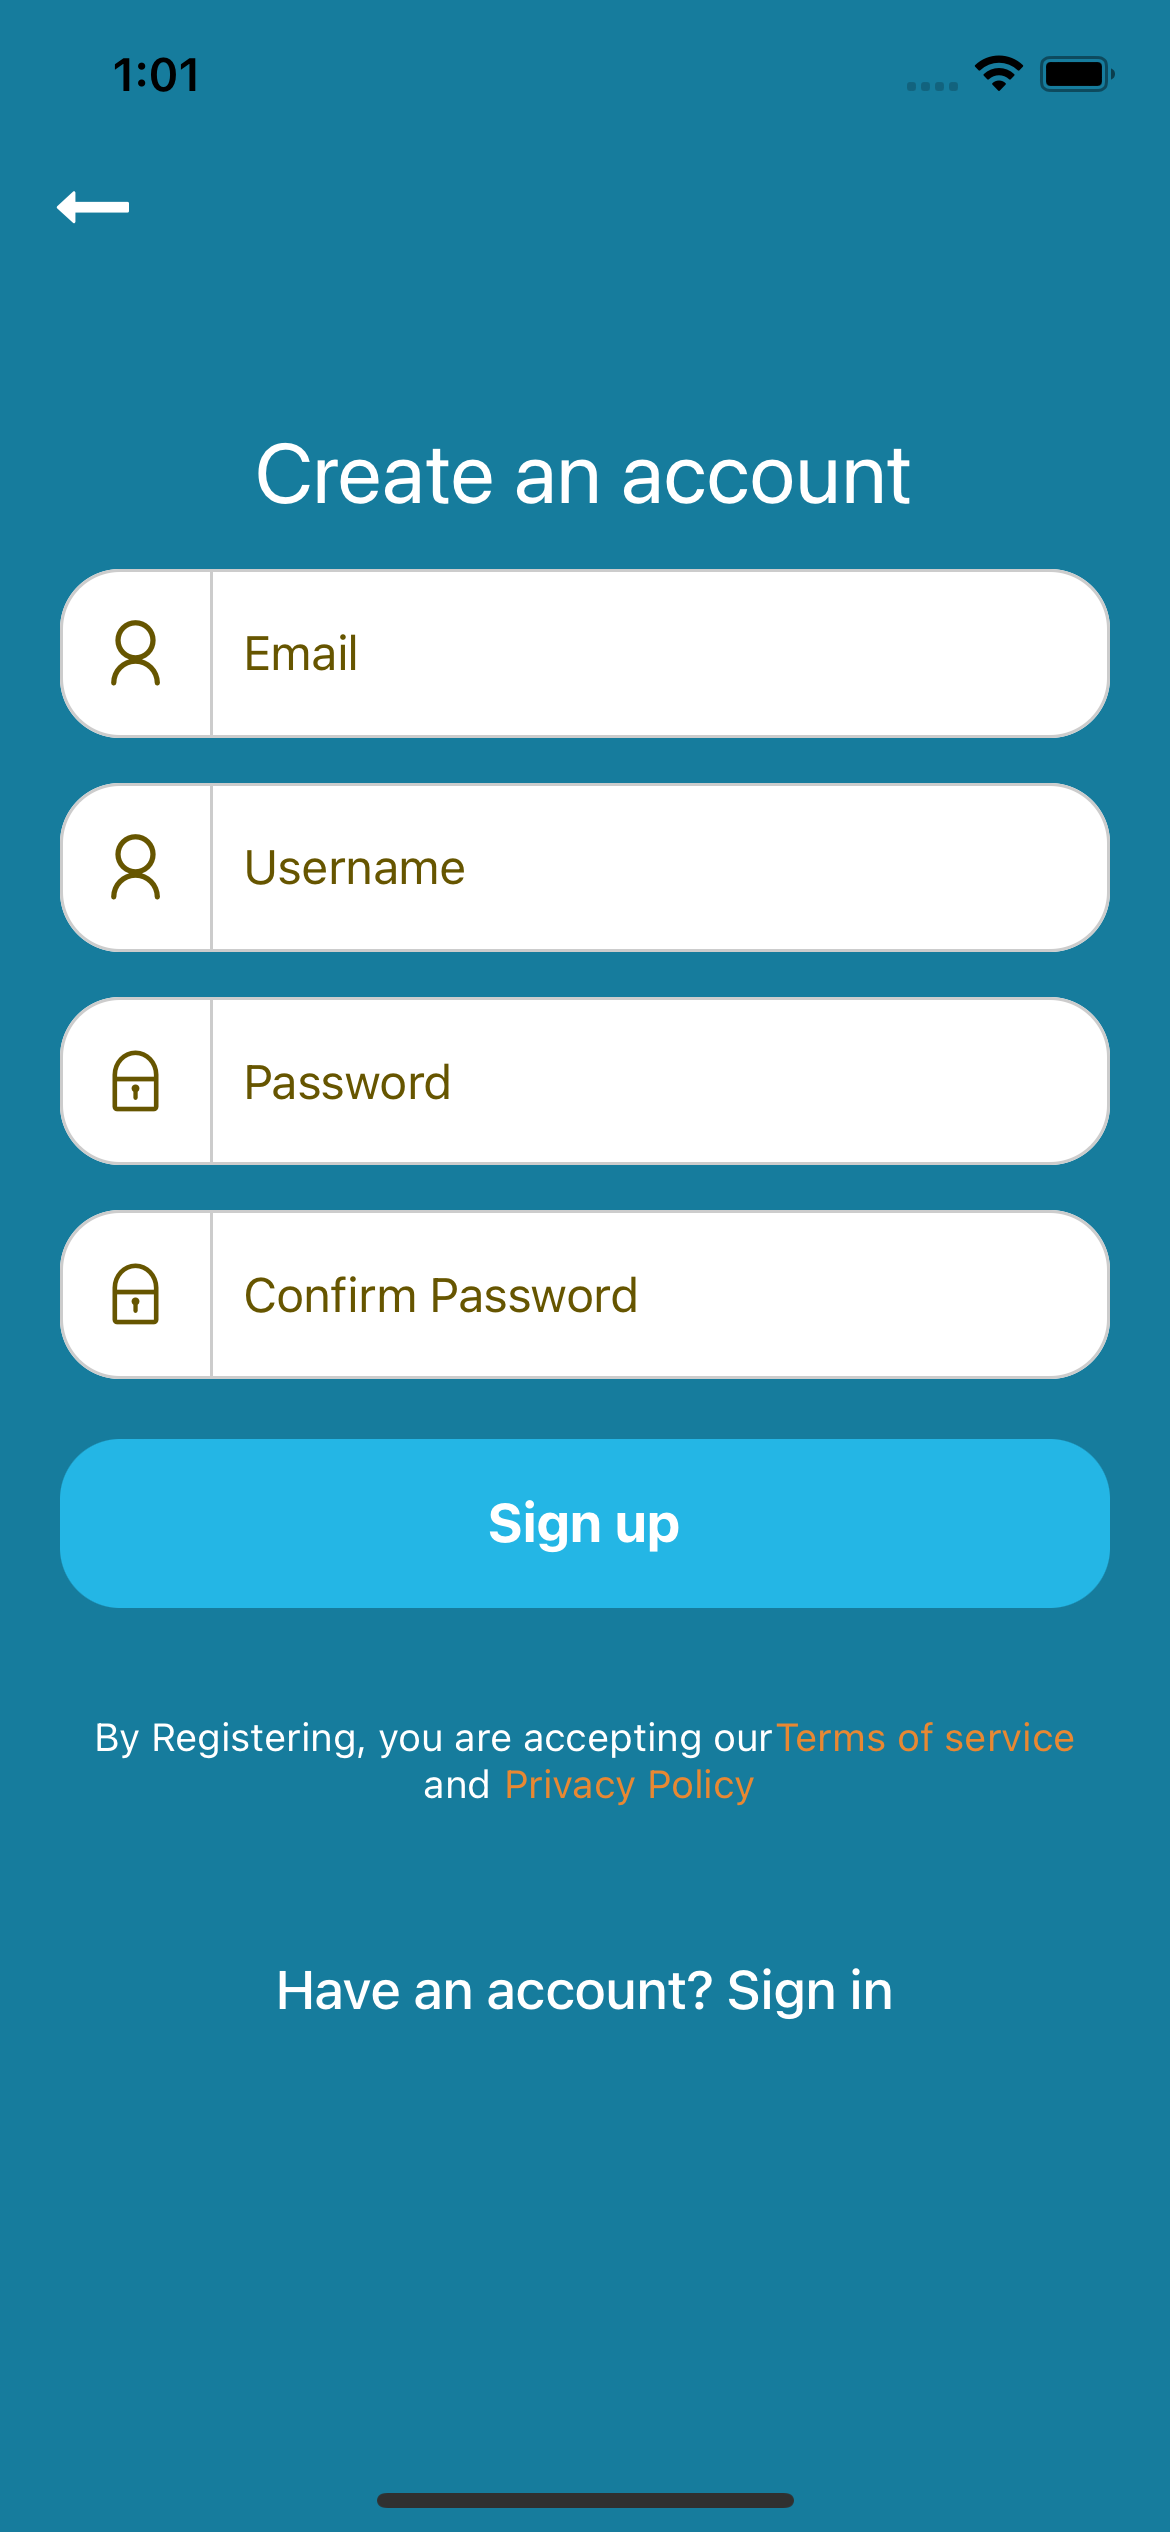 1:01
Create an account
Email
Username
Password
Confirm Password
Sign up
By Registering, you are accepting our Terms of service
and Privacy Policy
Have an account? Sign in